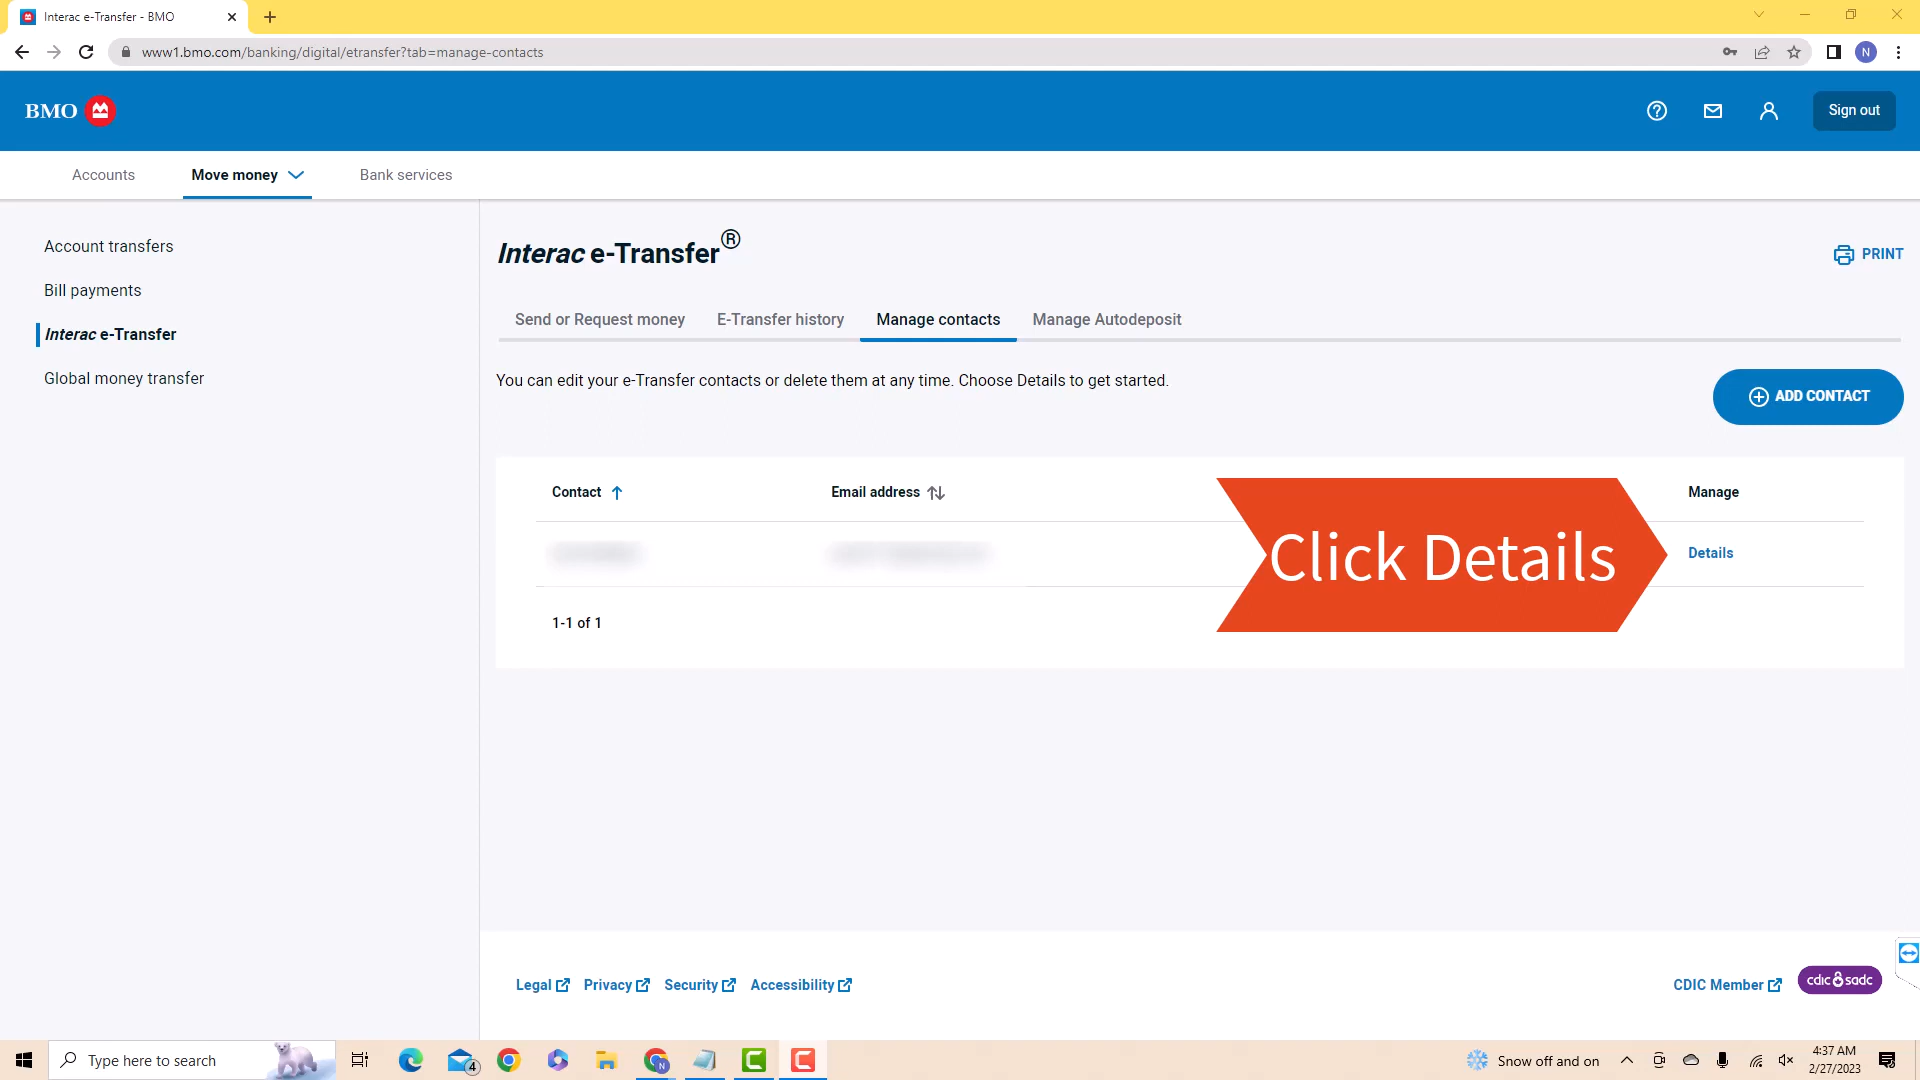 Interac e-Transfer - BMO
www1.bmo.com/banking/digital/etransfer?tab=manage-contacts
N
BMO
Sign out
Accounts
Move money
Bank services
Account transfers
Bill payments
Interac e-Transfer
Global money transfer
Interac e-Transfer®
PRINT
Send or Request money
E-Transfer history
Manage contacts
Manage Autodeposit
You can edit your e-Transfer contacts or delete them at any time. Choose Details to get started.
ADD CONTACT
Contact
Email address
Manage
Click Details
Details
1-1 of 1
Legal
Privacy
Security
Accessibility
CDIC Member
cdic sadc
Type here to search
4
N
Snow off and on
4:37 AM
2/27/2023